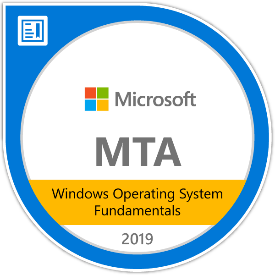 Microsoft
MTA
Windows Operating System
Fundamentals
2019